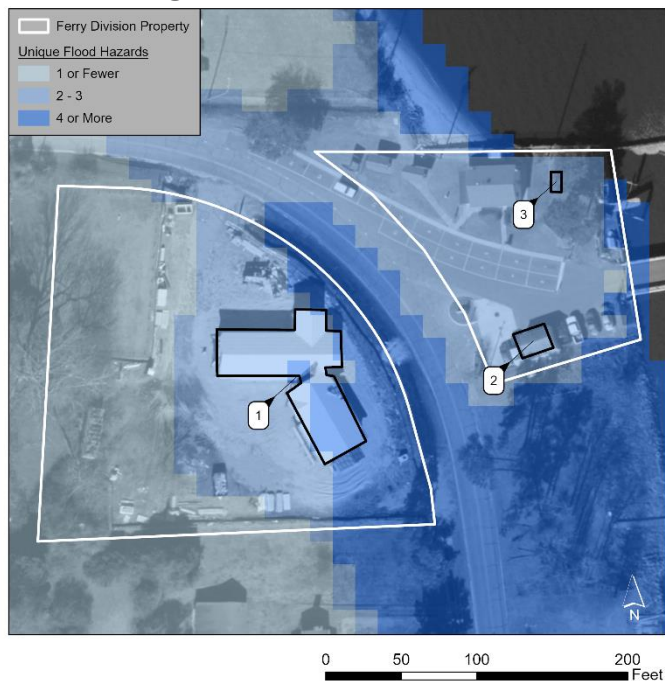 Ferry Division Property
Unique Flood Hazards
1 or Fewer
2 - 3
4 or More
3
2
1
N
0 50 100 200
Feet